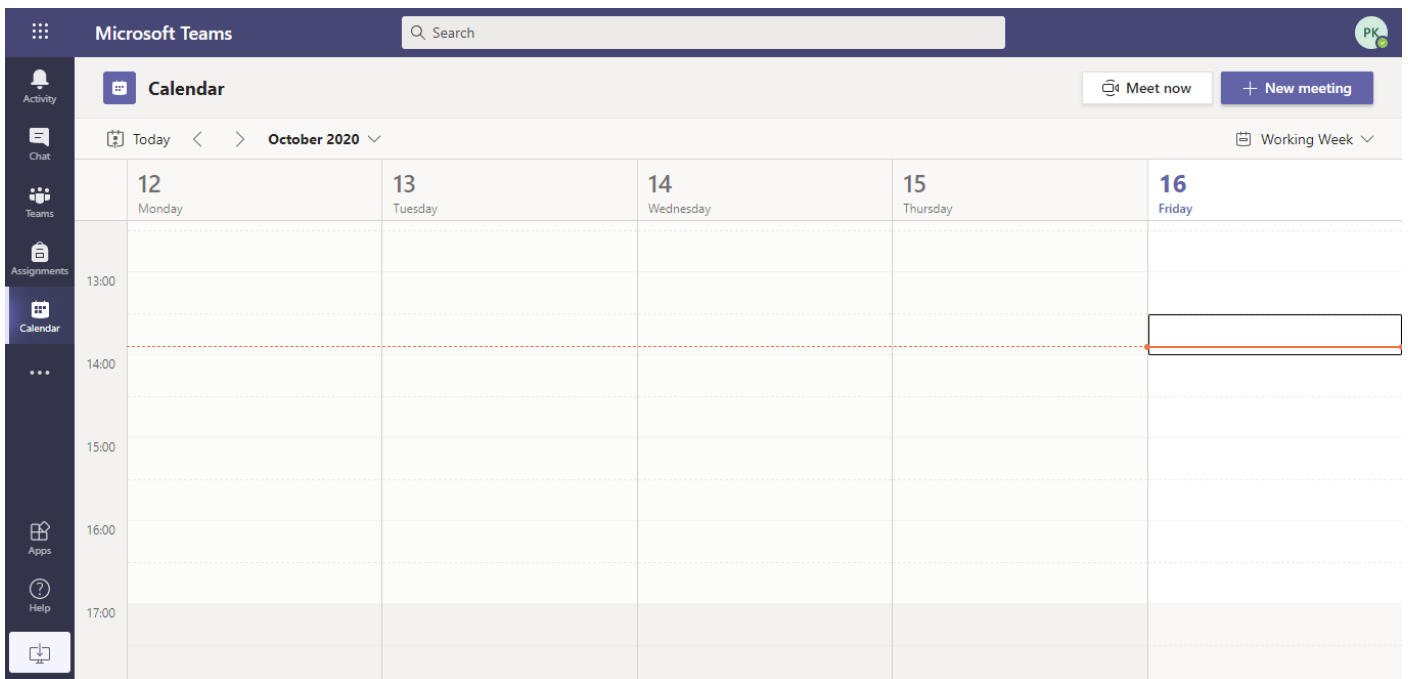 Microsoft Teams
Search
PK
Activity
Chat
Teams
Assignments
Calendar
Apps
Help
Calendar
Meet now
New meeting
Today
October 2020
Working Week
12
Monday
13
Tuesday
14
Wednesday
15
Thursday
16
Friday
13:00
14:00
15:00
16:00
17:00